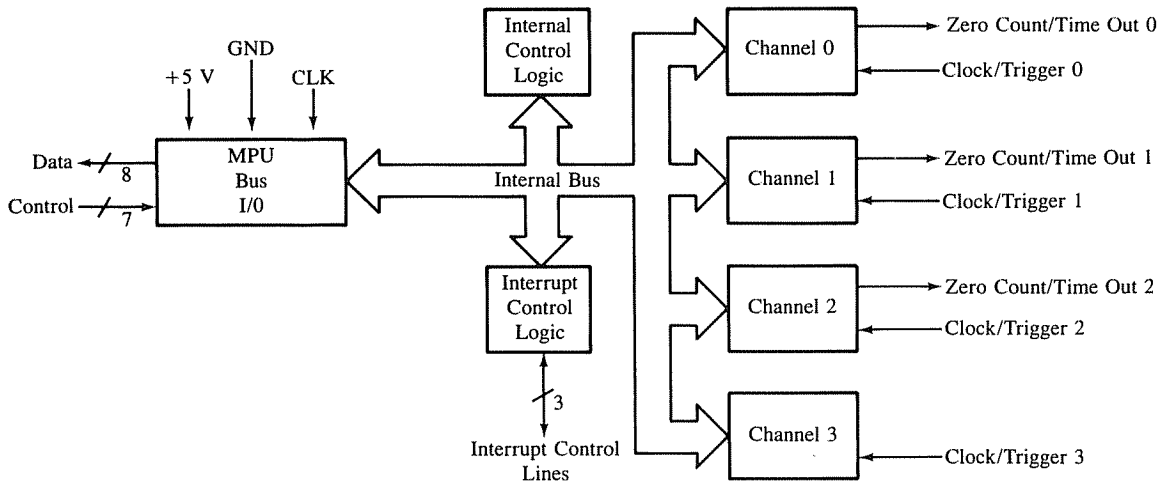 Internal
Control
Logic
Channel 0
Zero Count/Time Out 0
Clock/Trigger 0
GND
+5 V
CLK
MPU
Bus
I/0
Data
8
Control
7
Internal Bus
Channel 1
Zero Count/Time Out 1
Clock/Trigger 1
Interrupt
Control
Logic
3
Interrupt Control
Lines
Channel 2
Zero Count/Time Out 2
Clock/Trigger 2
Channel 3
Clock/Trigger 3